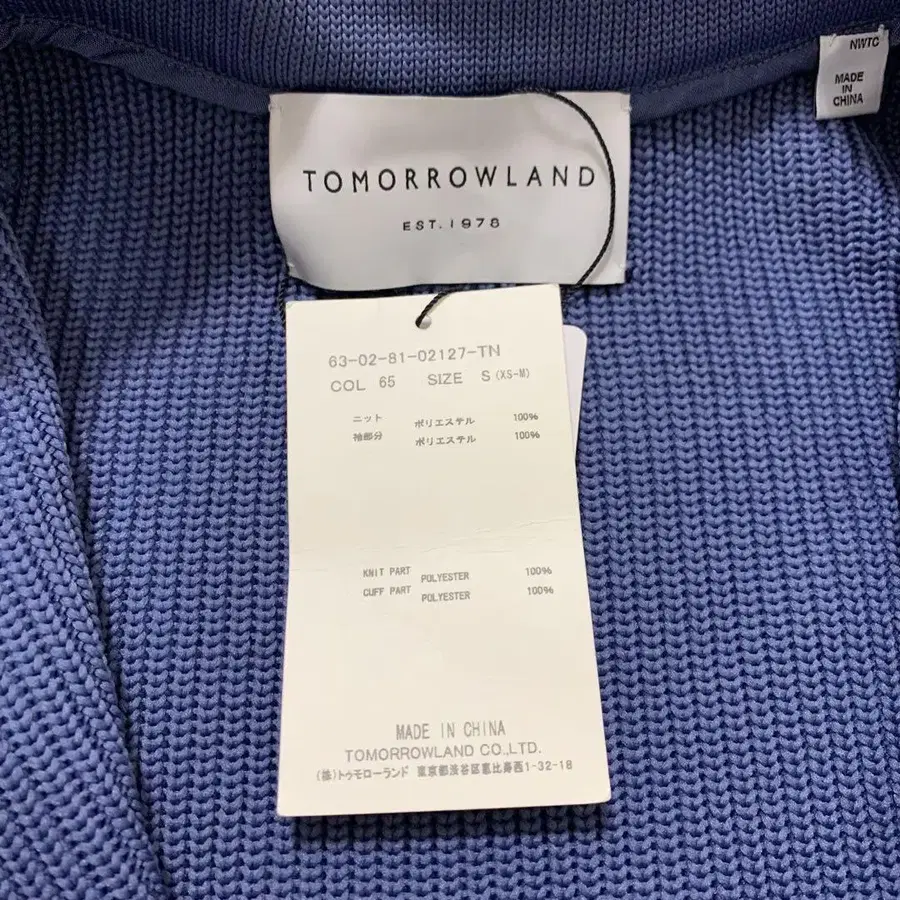 NWTC
MADE
IN
CHINA
TOMORROWLAND
EST. 1978
63-02-81-02127-TN
COL 65 SIZE S (XS-M)
ニット ポリエステル 100%
袖部分 ポリエステル 100%
KNIT PART POLYESTER 100%
CUFF PART POLYESTER 100%
MADE IN CHINA
TOMORROWLAND CO.,LTD.
(株)トゥモローランド 東京都渋谷区恵比寿西1-32-18